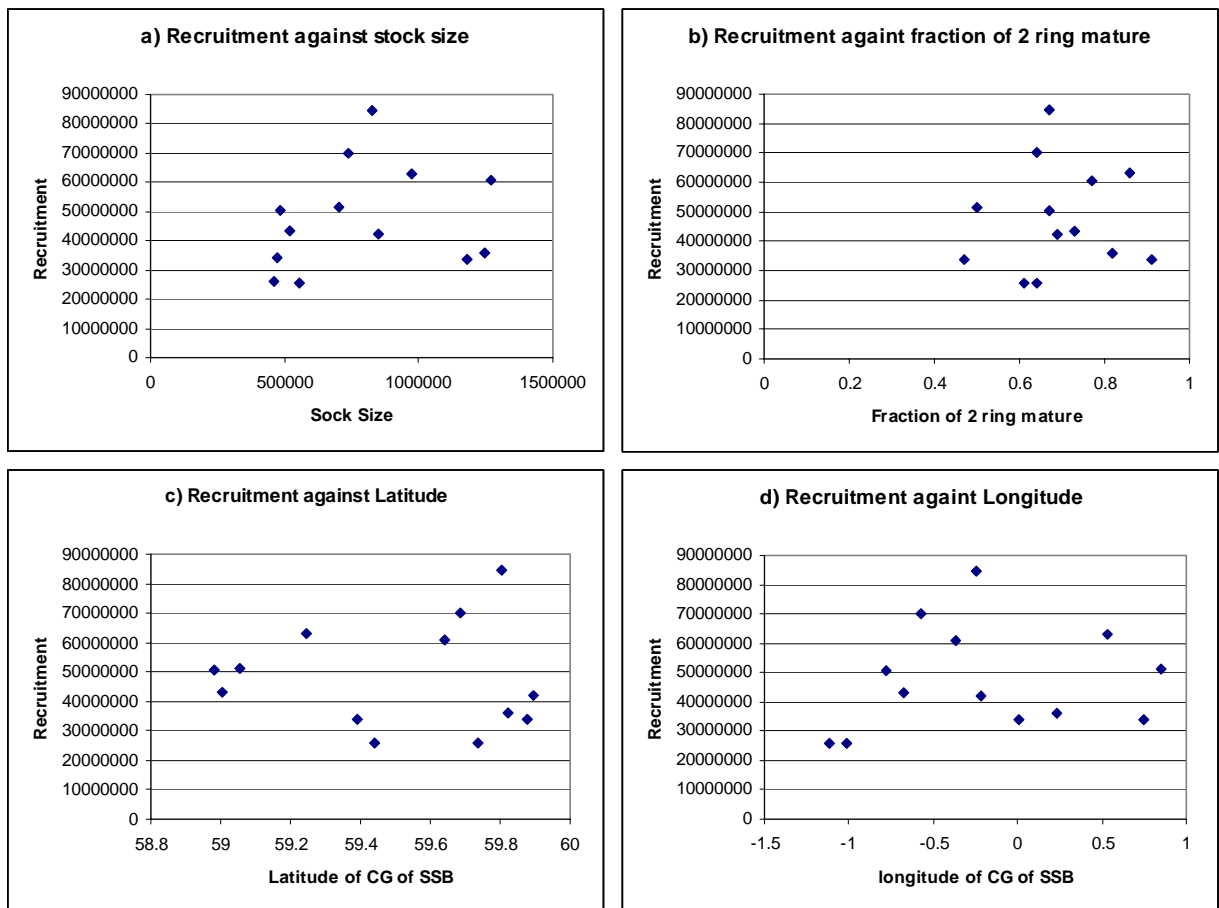 a) Recruitment against stock size
Recruitment
90000000
80000000
70000000
60000000
50000000
40000000
30000000
20000000
10000000
0
0 500000 1000000 1500000
Sock Size
b) Recruitment againt fraction of 2 ring mature
Recruitment
90000000
80000000
70000000
60000000
50000000
40000000
30000000
20000000
10000000
0
0 0.2 0.4 0.6 0.8 1
Fraction of 2 ring mature
c) Recruitment against Latitude
Recruitment
90000000
80000000
70000000
60000000
50000000
40000000
30000000
20000000
10000000
0
58.8 59 59.2 59.4 59.6 59.8 60
Latitude of CG of SSB
d) Recruitment againt Longitude
Recruitment
90000000
80000000
70000000
60000000
50000000
40000000
30000000
20000000
10000000
0
-1.5 -1 -0.5 0 0.5 1
longitude of CG of SSB